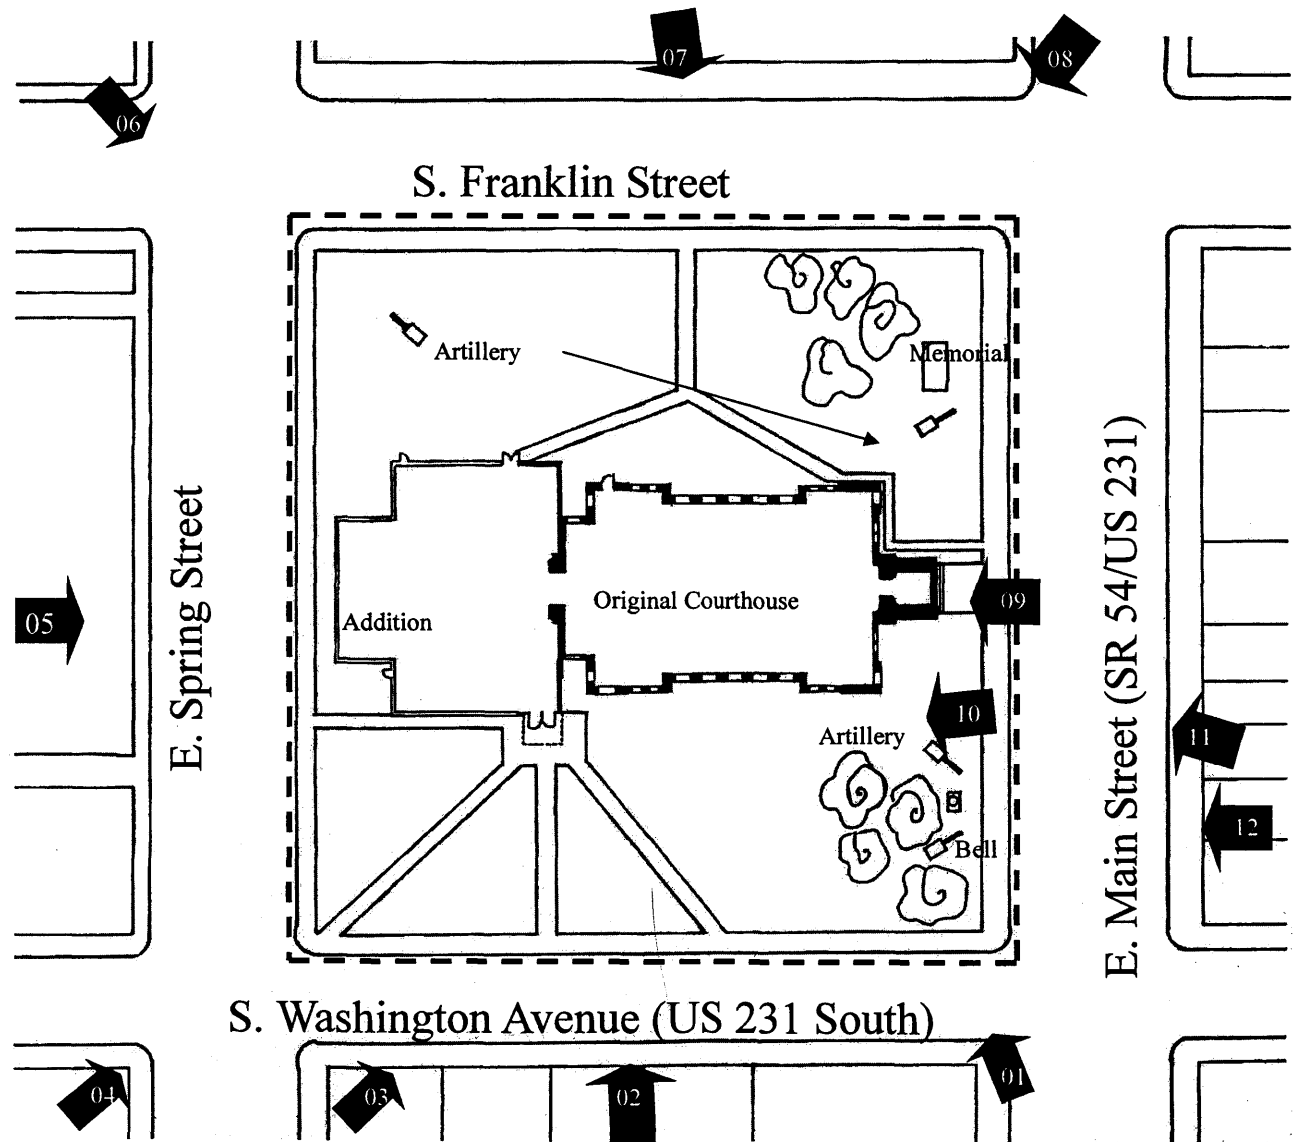 07
08
06
S. Franklin Street
Artillery
Memorial
E. Spring Street
E. Main Street (SR 54/US 231)
Original Courthouse
09
05
Addition
10
Artillery
11
12
Bell
S. Washington Avenue (US 231 South)
04
03
02
01